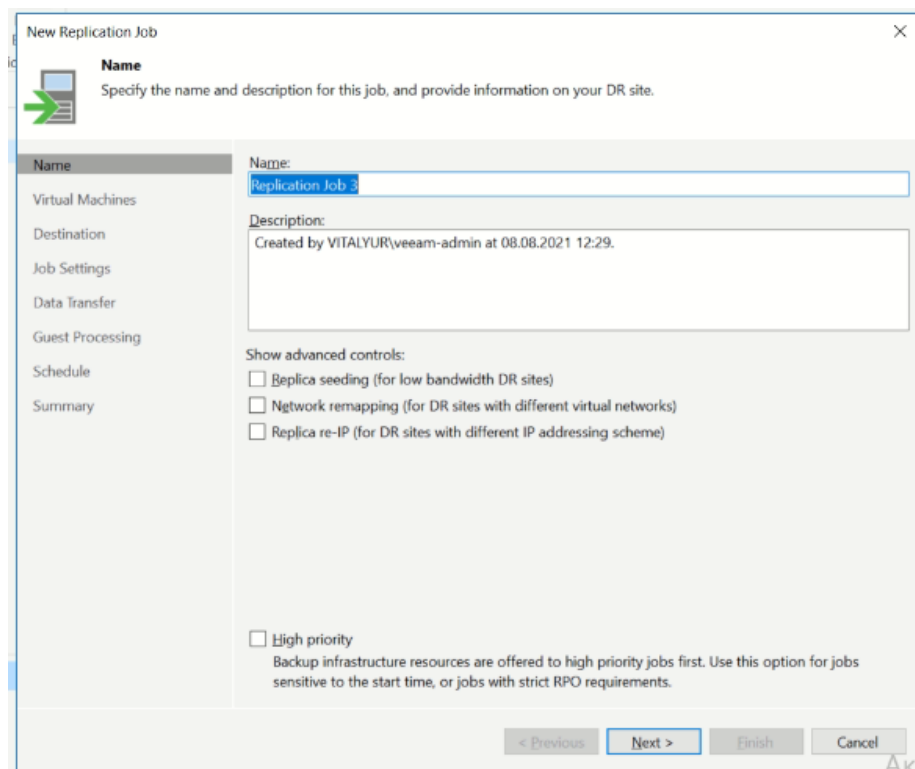 New Replication Job
Name
Specify the name and description for this job, and provide information on your DR site.
Name
Virtual Machines
Destination
Job Settings
Data Transfer
Guest Processing
Schedule
Summary
Name:
Replication Job 3
Description:
Created by VITALYUR\veeam-admin at 08.08.2021 12:29.
Show advanced controls:
Replica seeding (for low bandwidth DR sites)
Network remapping (for DR sites with different virtual networks)
Replica re-IP (for DR sites with different IP addressing scheme)
High priority
Backup infrastructure resources are offered to high priority jobs first. Use this option for jobs
sensitive to the start time, or jobs with strict RPO requirements.
< Previous
Next >
Finish
Cancel